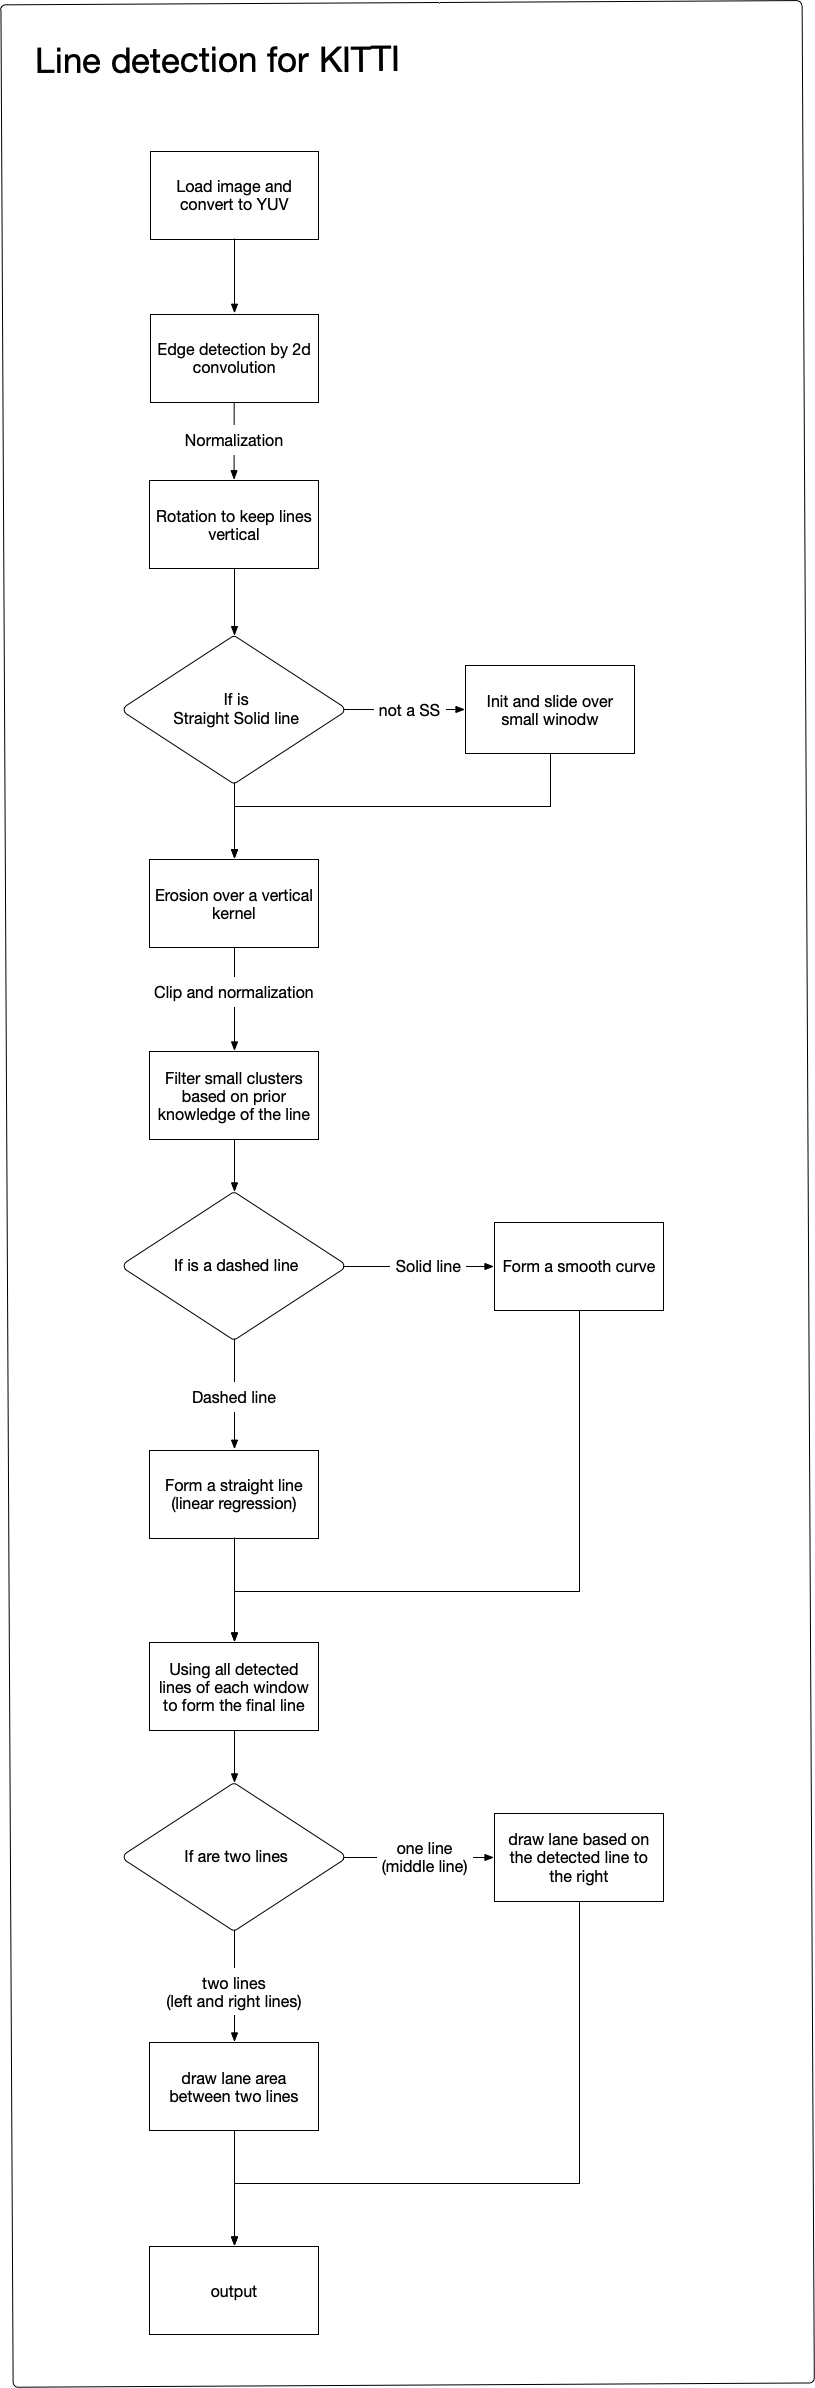 Line detection for KITTI
Load image and
convert to YUV
Edge detection by 2d
convolution
Normalization
Rotation to keep lines
vertical
If is
Straight Solid line
not a SS
Init and slide over
small winodw
Erosion over a vertical
kernel
Clip and normalization
Filter small clusters
based on prior
knowledge of the line
If is a dashed line
Solid line
Form a smooth curve
Dashed line
Form a straight line
(linear regression)
Using all detected
lines of each window
to form the final line
If are two lines
one line
(middle line)
draw lane based on
the detected line to
the right
two lines
(left and right lines)
draw lane area
between two lines
output